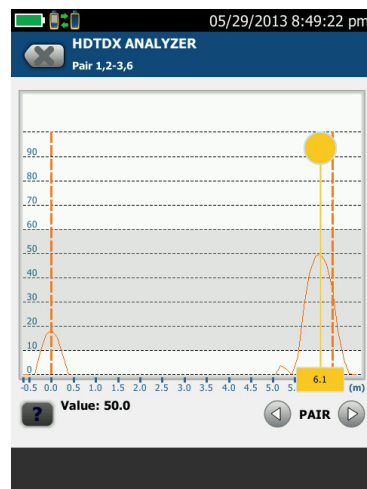 05/29/2013 8:49:22 pm
HDTDX ANALYZER
Pair 1,2-3,6
90
80
70
60
50
40
30
20
10
0
-0.5 0.0 0.5 1.0 1.5 2.0 2.5 3.0 3.5 4.0 4.5 5.0 5. 6.1 (m)
? Value: 50.0 PAIR